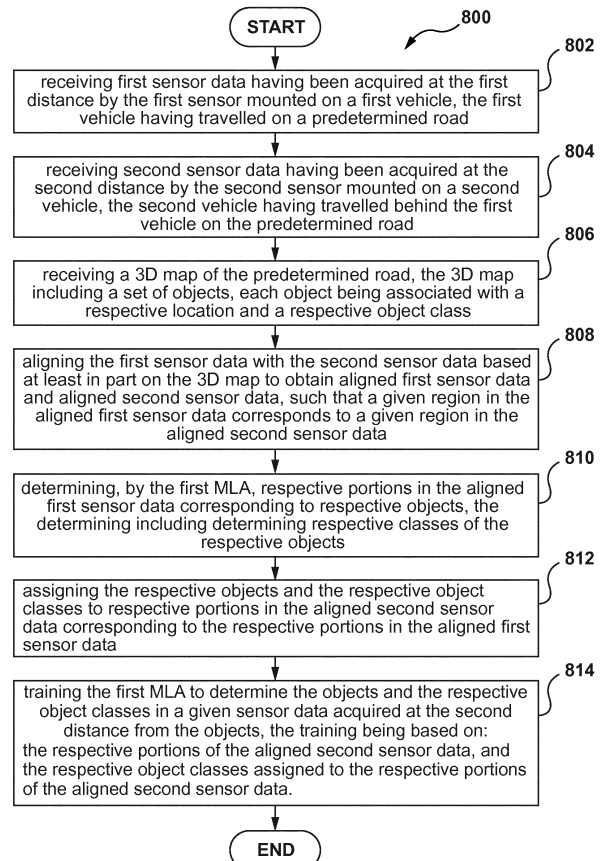 START
800
802
receiving first sensor data having been acquired at the first
distance by the first sensor mounted on a first vehicle, the first
vehicle having travelled on a predetermined road
804
receiving second sensor data having been acquired at the
second distance by the second sensor mounted on a second
vehicle, the second vehicle having travelled behind the first
vehicle on the predetermined road
806
receiving a 3D map of the predetermined road, the 3D map
including a set of objects, each object being associated with a
respective location and a respective object class
808
aligning the first sensor data with the second sensor data based
at least in part on the 3D map to obtain aligned first sensor data
and aligned second sensor data, such that a given region in the
aligned first sensor data corresponds to a given region in the
aligned second sensor data
810
determining, by the first MLA, respective portions in the aligned
first sensor data corresponding to respective objects, the
determining including determining respective classes of the
respective objects
812
assigning the respective objects and the respective object
classes to respective portions in the aligned second sensor
data corresponding to the respective portions in the aligned first
sensor data
814
training the first MLA to determine the objects and the respective
object classes in a given sensor data acquired at the second
distance from the objects, the training being based on:
the respective portions of the aligned second sensor data, and
the respective object classes assigned to the respective portions
of the aligned second sensor data.
END